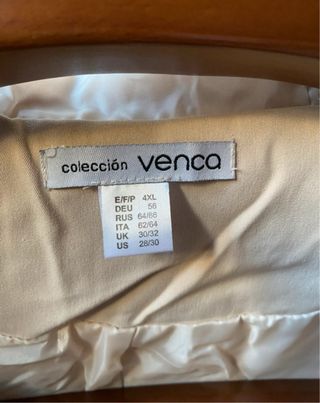 colección venca
E/F/P 4XL
DEU 56
RUS 64/66
ITA 62/64
UK 30/32
US 28/30